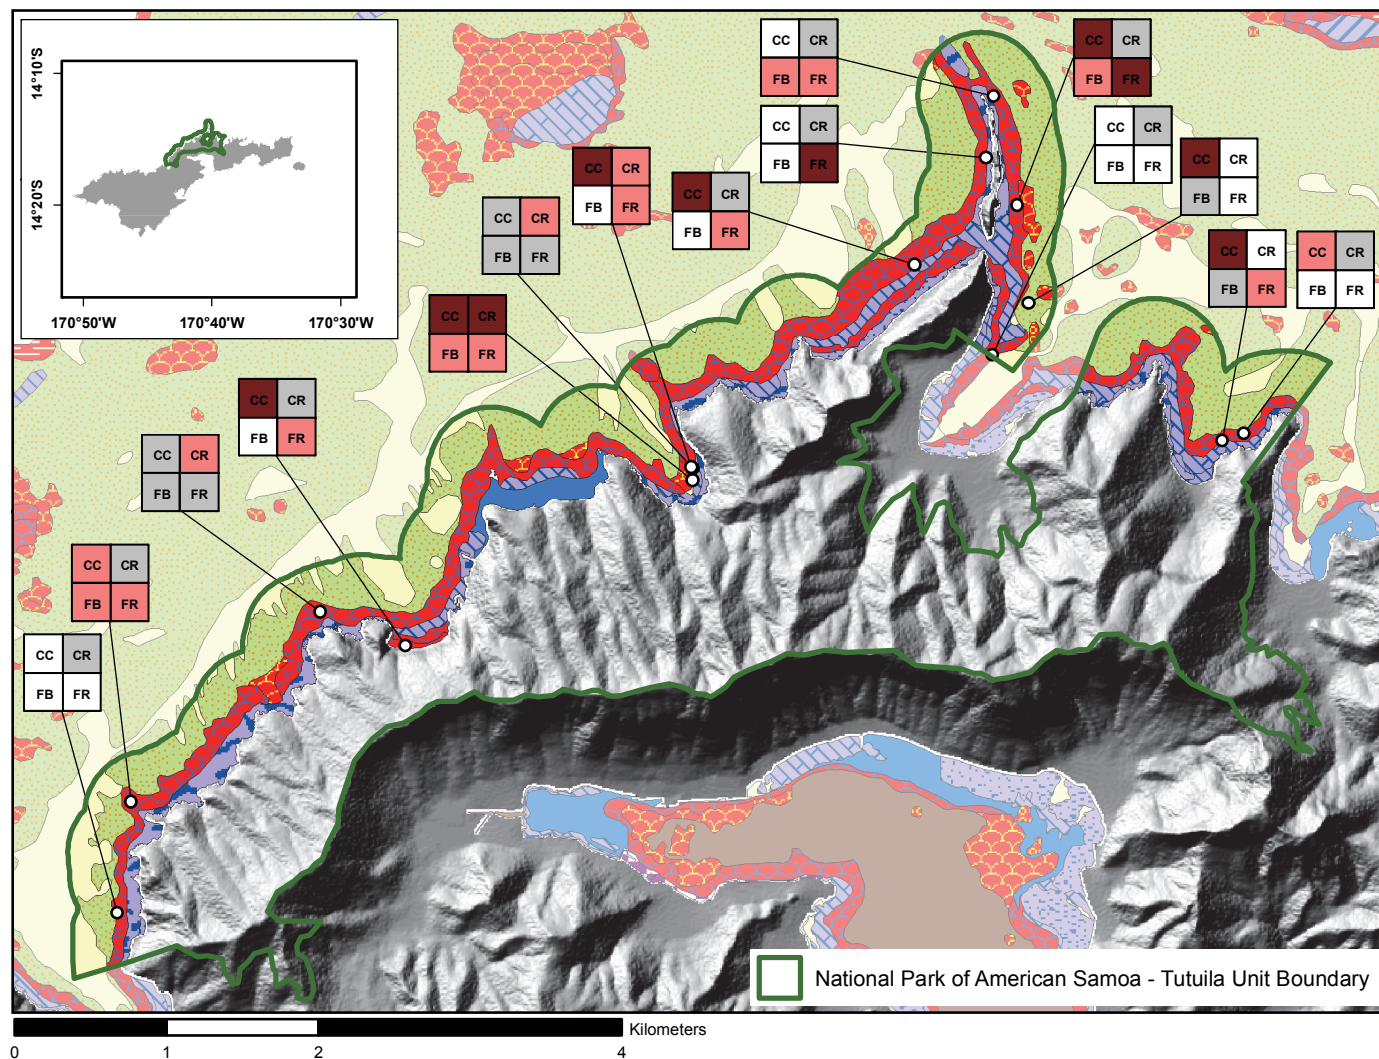 14°10'S
14°20'S
170°50'W 170°40'W 170°30'W
CC CR
FB FR
CC CR
FB FR
CC CR
FB FR
CC CR
FB FR
CC CR
FB FR
CC CR
FB FR
CC CR
FB FR
CC CR
FB FR
CC CR
FB FR
CC CR
FB FR
CC CR
FB FR
CC CR
FB FR
CC CR
FB FR
CC CR
FB FR
CC CR
FB FR
National Park of American Samoa - Tutuila Unit Boundary
Kilometers
0 1 2 4